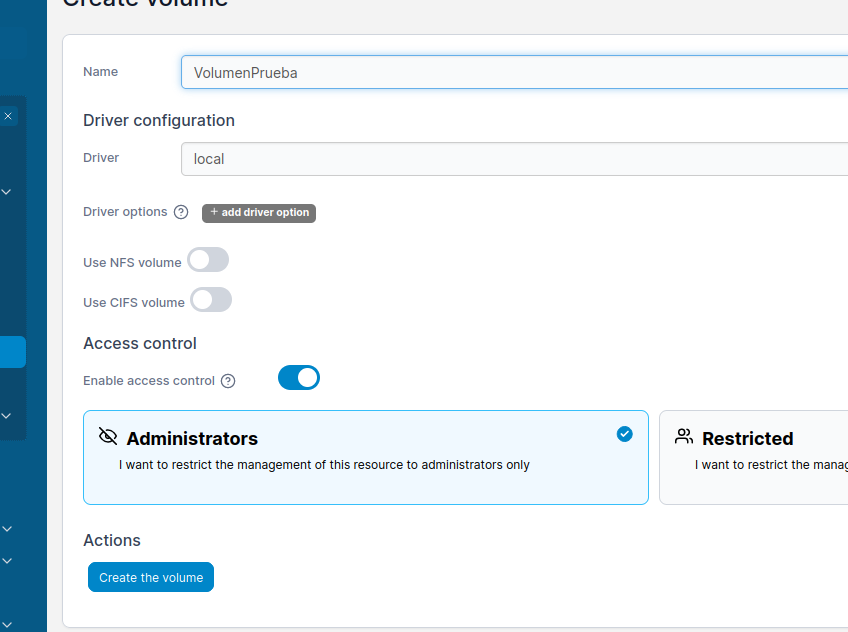 Create volume
Name
VolumenPrueba
Driver configuration
Driver
local
Driver options
+ add driver option
Use NFS volume
Use CIFS volume
Access control
Enable access control
Administrators
I want to restrict the management of this resource to administrators only
Restricted
I want to restrict the manag
Actions
Create the volume